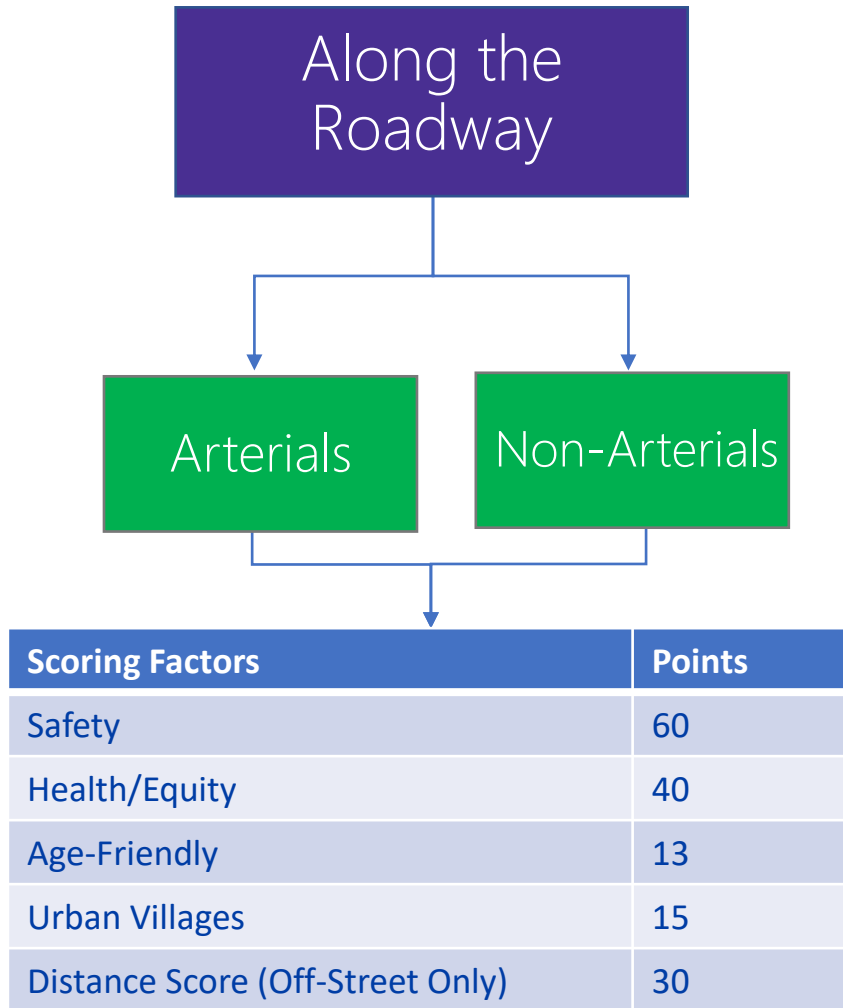 Along the
Roadway
Arterials
Non-Arterials
Scoring Factors Points
Safety 60
Health/Equity 40
Age-Friendly 13
Urban Villages 15
Distance Score (Off-Street Only) 30